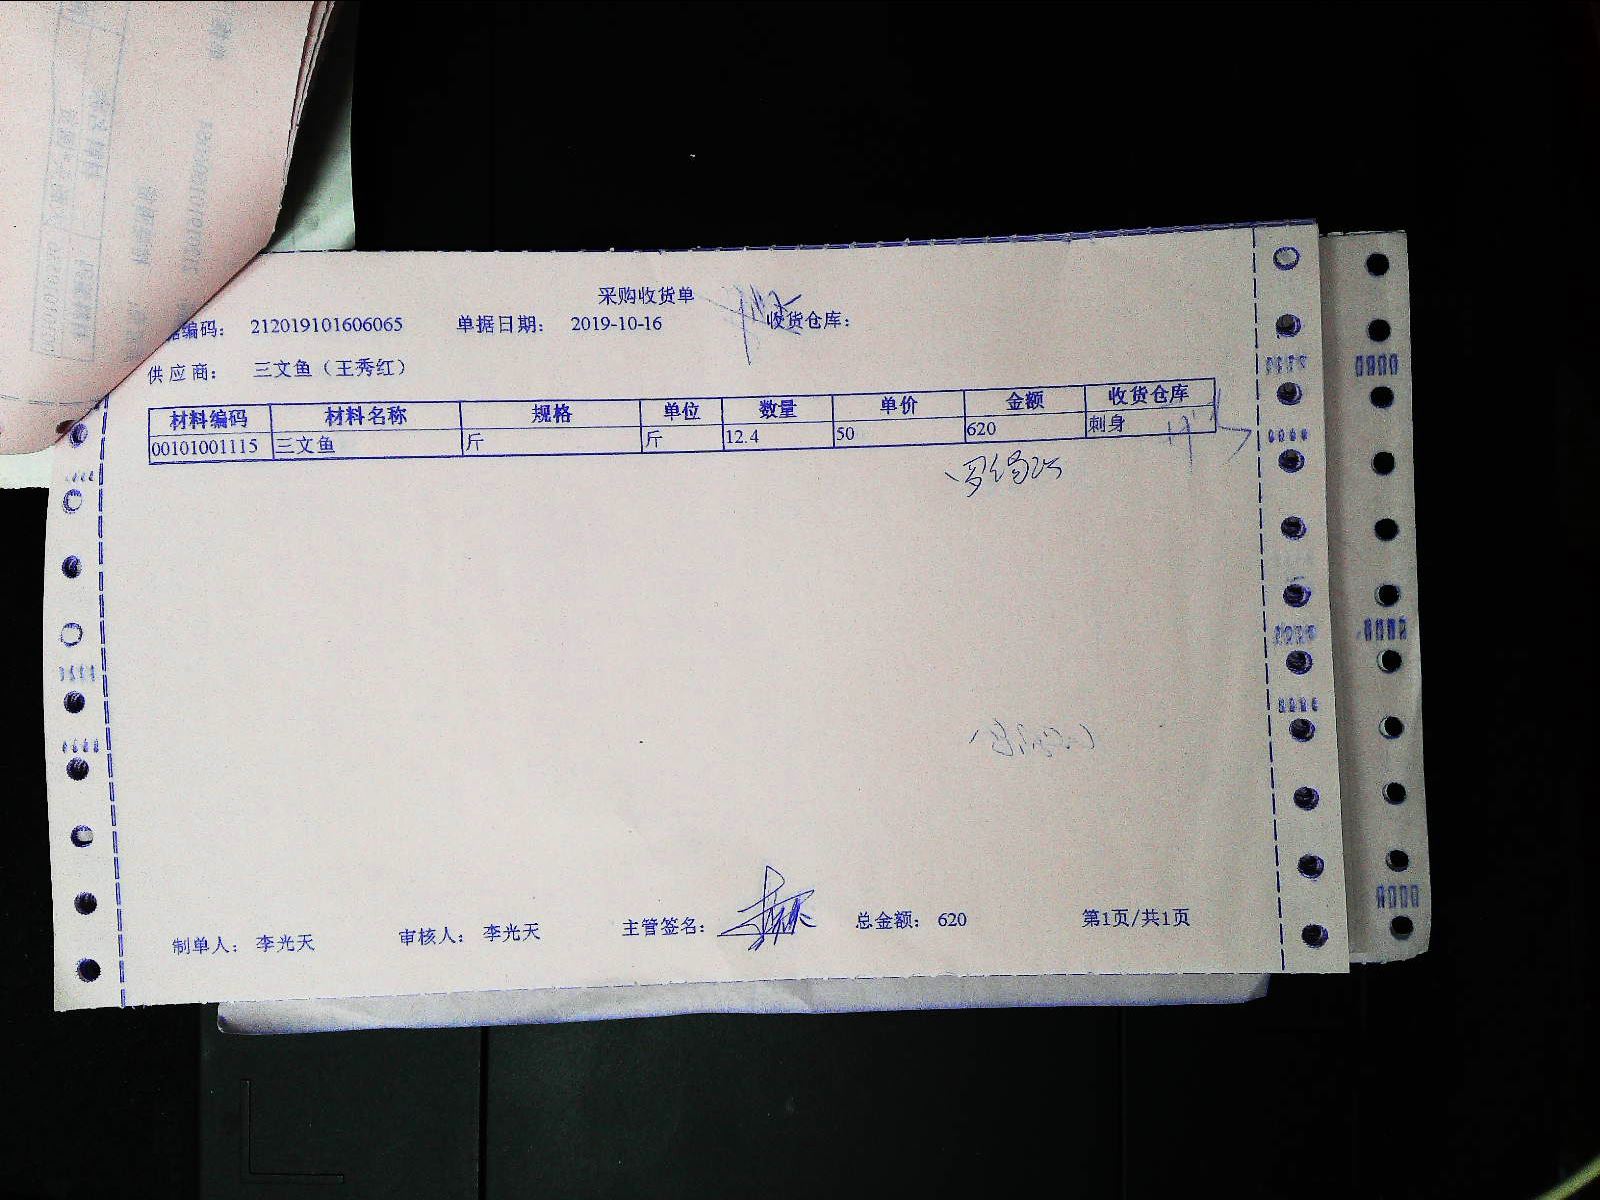 采购收货单
据编码： 212019101606065 单据日期： 2019-10-16 收货仓库：
供应商： 三文鱼（王秀红）
材料编码 材料名称 规格 单位 数量 单价 金额 收货仓库
00101001115 三文鱼 斤 斤 12.4 50 620 刺身
制单人： 李光天 审核人： 李光天 主管签名： 总金额： 620 第1页/共1页